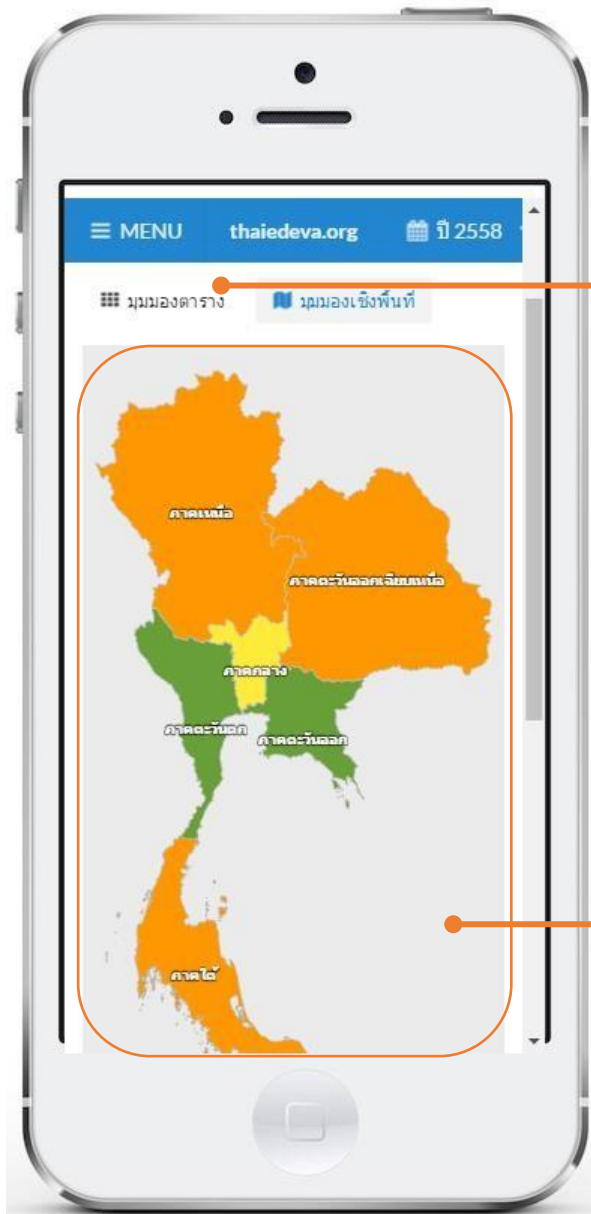 MENU thaiedeva.org ปี 2558
มุมมองตาราง มุมมองเชิงพื้นที่
ภาคเหนือ
ภาคตะวันออกเฉียงเหนือ
ภาคกลาง
ภาคตะวันตก ภาคตะวันออก
ภาคใต้